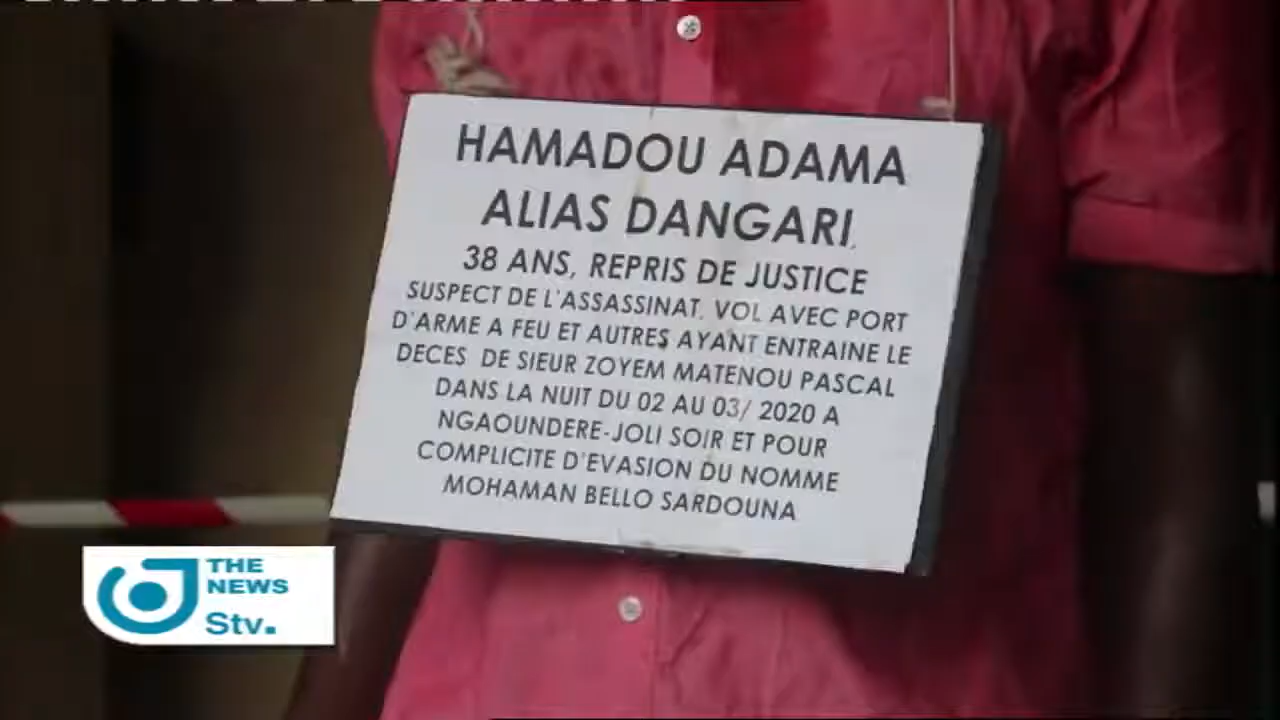 HAMADOU ADAMA
ALIAS DANGARI,
38 ANS, REPRIS DE JUSTICE
SUSPECT DE L'ASSASSINAT, VOL AVEC PORT
D'ARME A FEU ET AUTRES AYANT ENTRAINE LE
DECES DE SIEUR ZOYEM MATENOU PASCAL
DANS LA NUIT DU 02 AU 03/ 2020 A
NGAOUNDERE-JOLI SOIR ET POUR
COMPLICITE D'EVASION DU NOMME
MOHAMAN BELLO SARDOUNA
THE
NEWS
Stv.